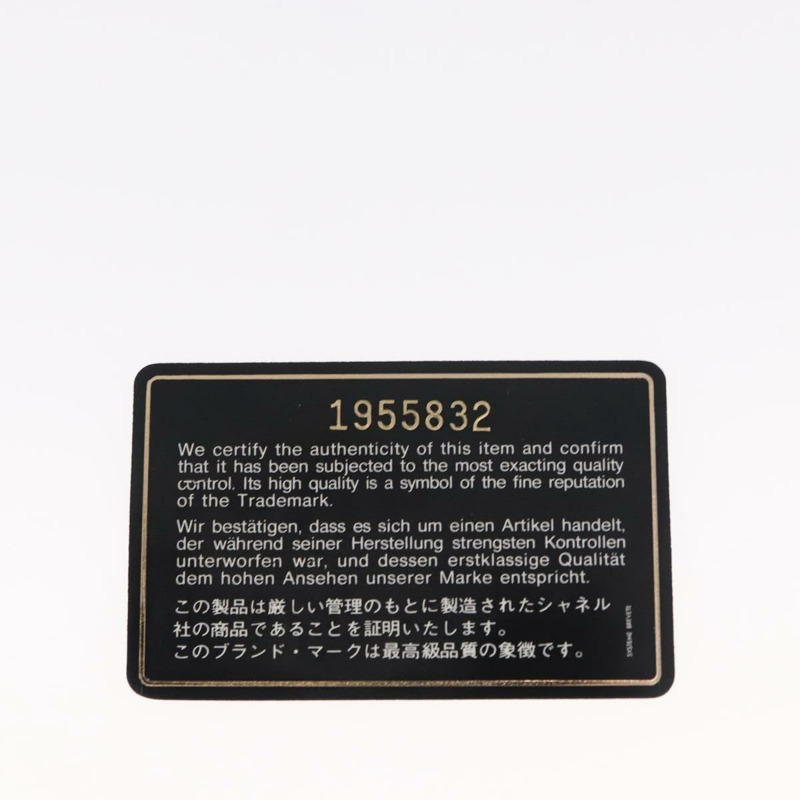 1955832
We certify the authenticity of this item and confirm
that it has been subjected to the most exacting quality
control. Its high quality is a symbol of the fine reputation
of the Trademark.
Wir bestätigen, dass es sich um einen Artikel handelt,
der während seiner Herstellung strengsten Kontrollen
unterworfen war, und dessen erstklassige Qualität
dem hohen Ansehen unserer Marke entspricht.
この製品は厳しい管理のもとに製造されたシャネル
社の商品であることを証明いたします。
このブランド・マークは最高級品質の象徴です。
SYSTEME BREVETE